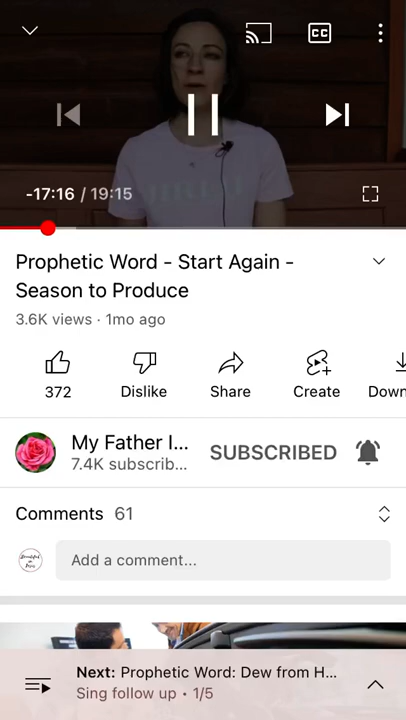 CC
-17:16 / 19:15
Prophetic Word - Start Again -
Season to Produce
3.6K views · 1mo ago
372
Dislike
Share
Create
Down
My Father I...
7.4K subscrib...
SUBSCRIBED
Comments 61
Add a comment...
Next: Prophetic Word: Dew from H...
Sing follow up · 1/5